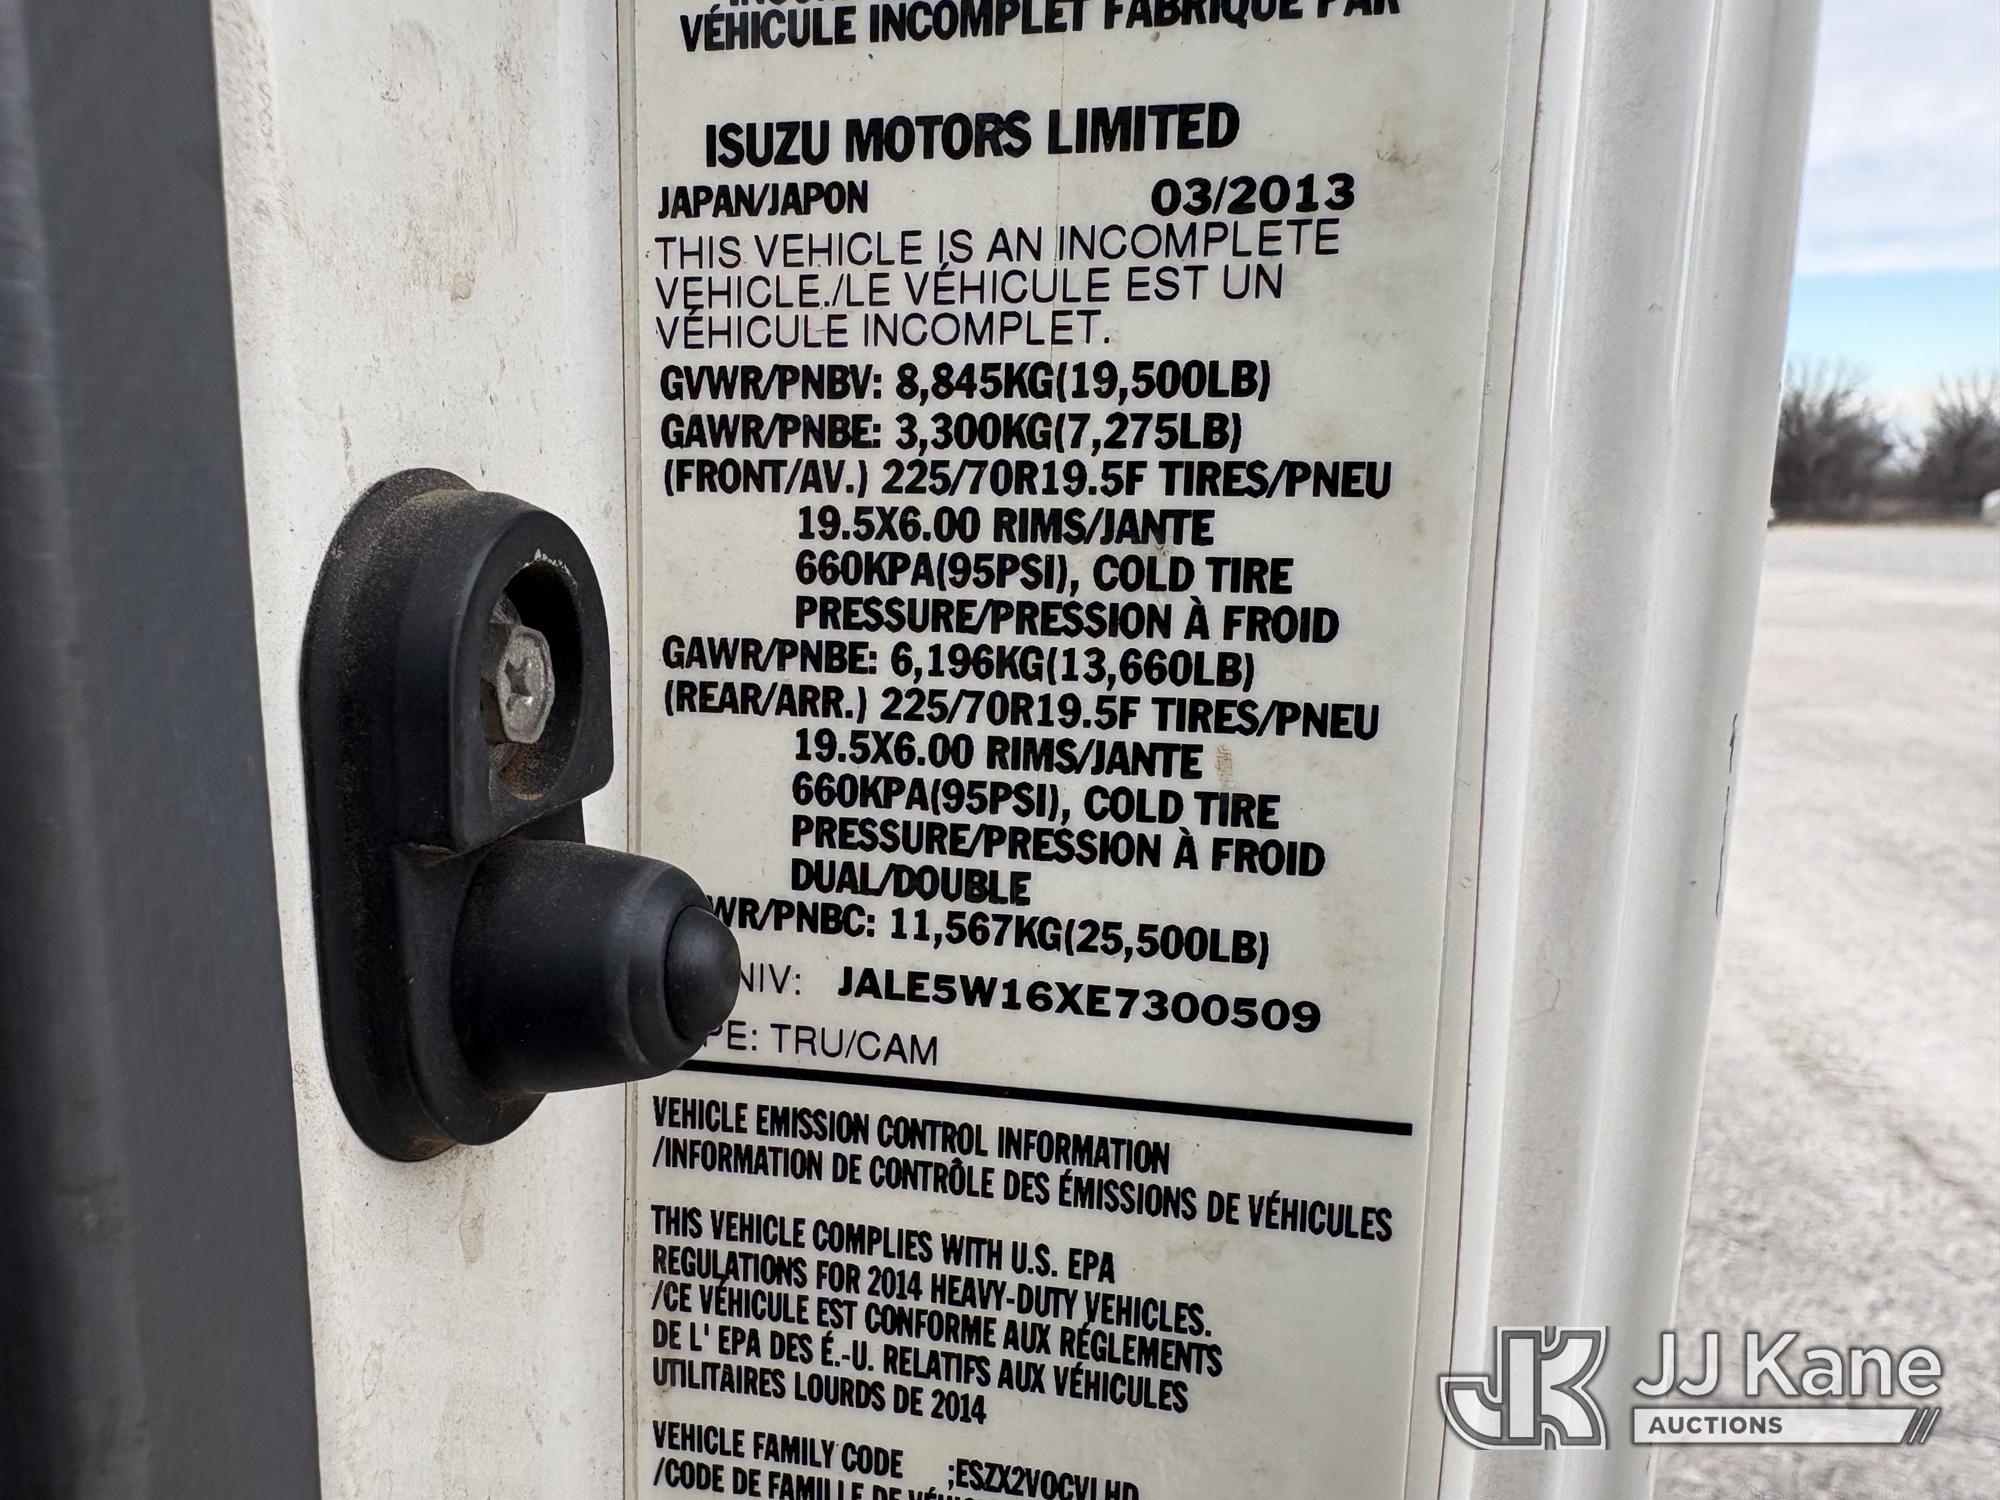 VÉHICULE INCOMPLET FABRIQUÉ PAR
ISUZU MOTORS LIMITED
JAPAN/JAPON 03/2013
THIS VEHICLE IS AN INCOMPLETE
VEHICLE./LE VÉHICULE EST UN
VÉHICULE INCOMPLET.
GVWR/PNBV: 8,845KG(19,500LB)
GAWR/PNBE: 3,300KG(7,275LB)
(FRONT/AV.) 225/70R19.5F TIRES/PNEU
19.5X6.00 RIMS/JANTE
660KPA(95PSI), COLD TIRE
PRESSURE/PRESSION À FROID
GAWR/PNBE: 6,196KG(13,660LB)
(REAR/ARR.) 225/70R19.5F TIRES/PNEU
19.5X6.00 RIMS/JANTE
660KPA(95PSI), COLD TIRE
PRESSURE/PRESSION À FROID
DUAL/DOUBLE
WR/PNBC: 11,567KG(25,500LB)
NIV: JALE5W16XE7300509
PE: TRU/CAM
VEHICLE EMISSION CONTROL INFORMATION
/INFORMATION DE CONTRÔLE DES ÉMISSIONS DE VÉHICULES
THIS VEHICLE COMPLIES WITH U.S. EPA
REGULATIONS FOR 2014 HEAVY-DUTY VEHICLES.
/CE VÉHICULE EST CONFORME AUX RÉGLEMENTS
DE L' EPA DES É.-U. RELATIFS AUX VÉHICULES
UTILITAIRES LOURDS DE 2014
VEHICLE FAMILY CODE
/CODE DE FAMILLE DE
JJ Kane
AUCTIONS